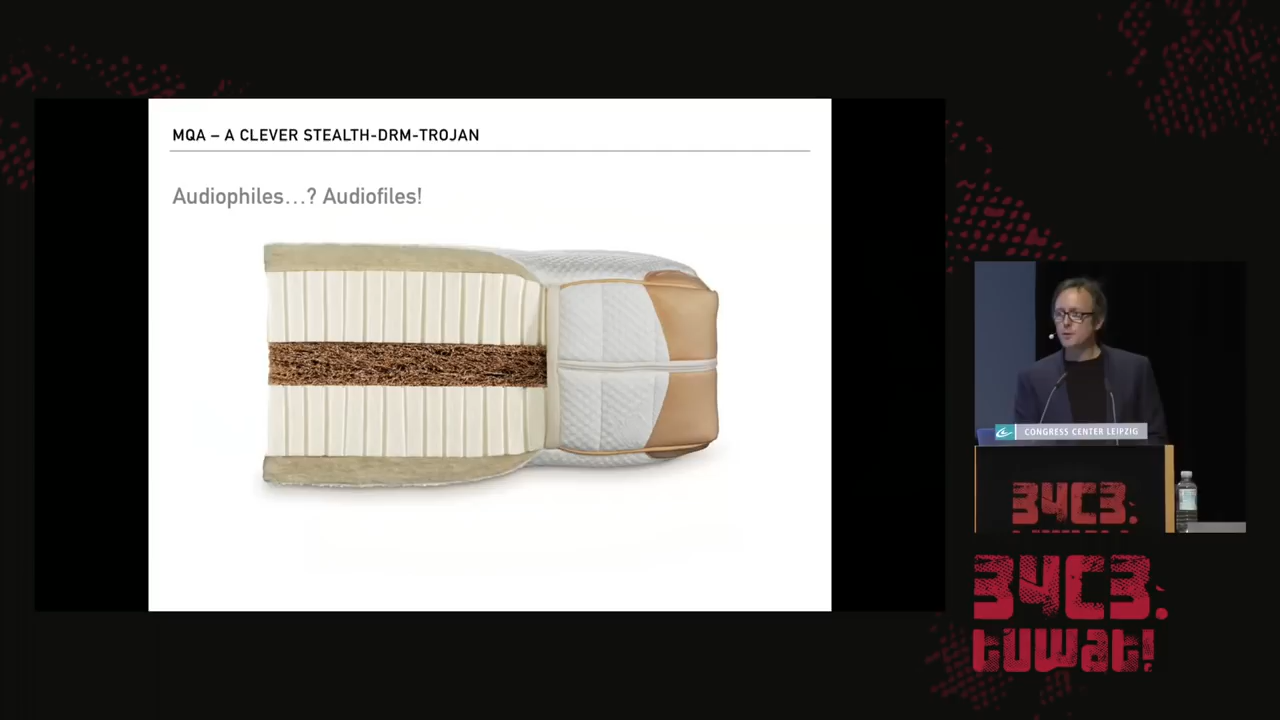 MQA – A CLEVER STEALTH-DRM-TROJAN
Audiophiles...? Audiofiles!
CONGRESS CENTER LEIPZIG
34C3.
34C3.
tuwat!